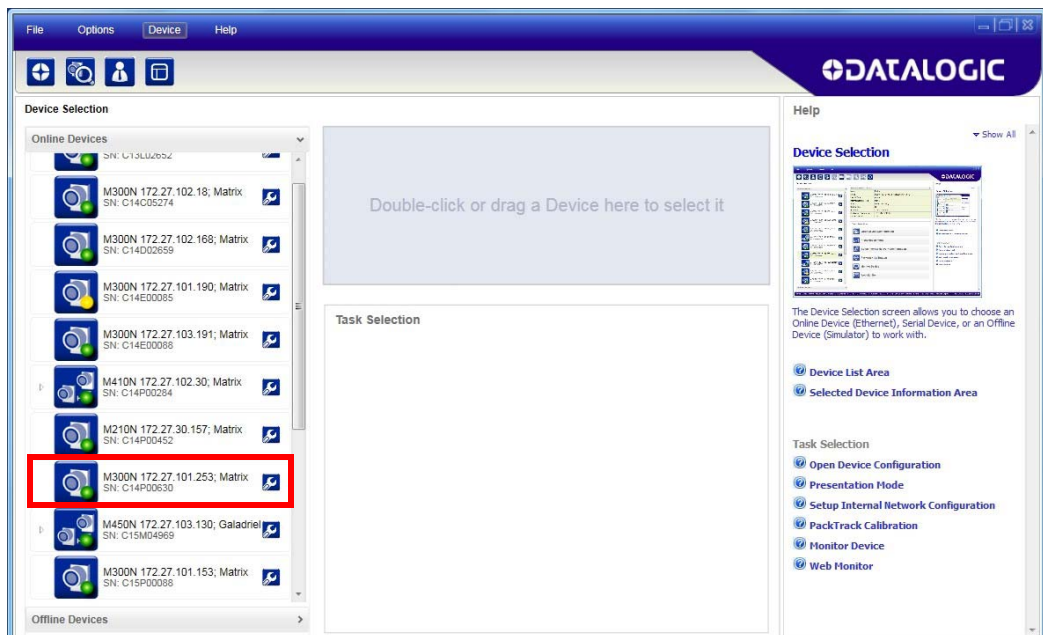 File Options Device Help
DATALOGIC
Device Selection
Online Devices
SN: C13L02652
M300N 172.27.102.18; Matrix
SN: C14C05274
M300N 172.27.102.168; Matrix
SN: C14D02659
M300N 172.27.101.190; Matrix
SN: C14E00085
M300N 172.27.103.191; Matrix
SN: C14E00088
M410N 172.27.102.30; Matrix
SN: C14P00284
M210N 172.27.30.157; Matrix
SN: C14P00452
M300N 172.27.101.253; Matrix
SN: C14P00630
M450N 172.27.103.130; Galadriel
SN: C15M04969
M300N 172.27.101.153; Matrix
SN: C15P00088
Offline Devices
Double-click or drag a Device here to select it
Task Selection
Help
Show All
Device Selection
The Device Selection screen allows you to choose an
Online Device (Ethernet), Serial Device, or an Offline
Device (Simulator) to work with.
Device List Area
Selected Device Information Area
Task Selection
Open Device Configuration
Presentation Mode
Setup Internal Network Configuration
PackTrack Calibration
Monitor Device
Web Monitor